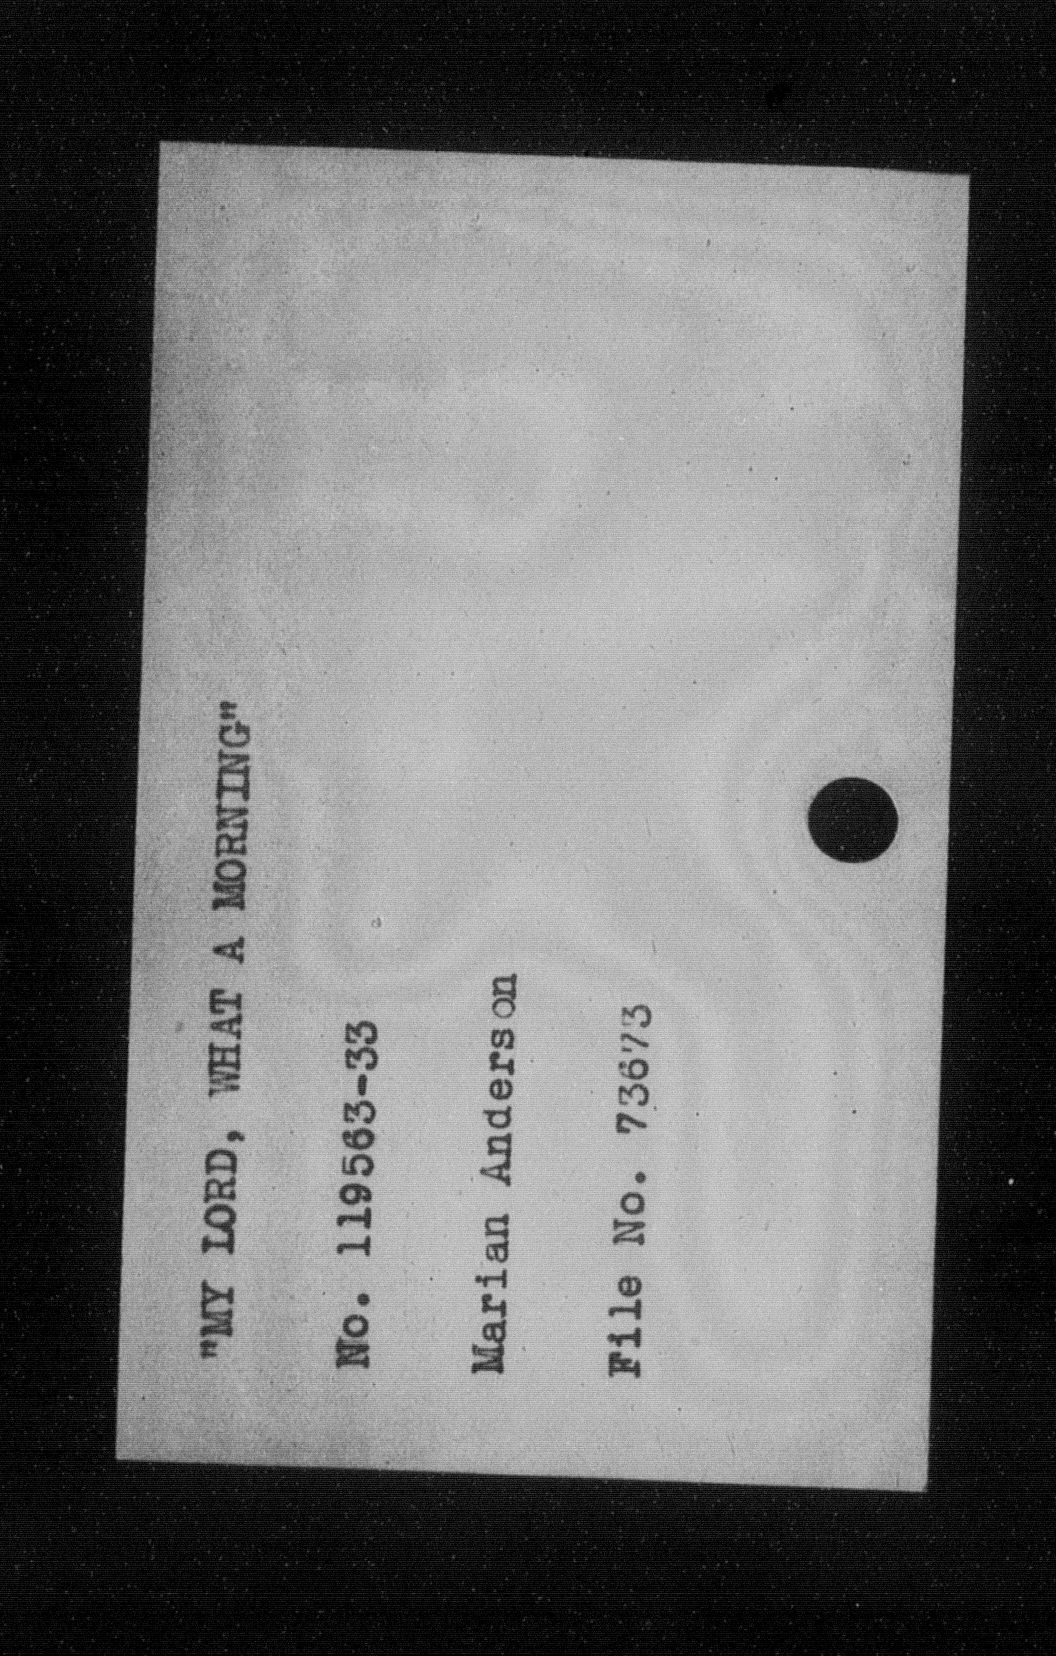 "MY LORD, WHAT A MORNING"
No. 119563-33
Marian Anderson
File No. 73673